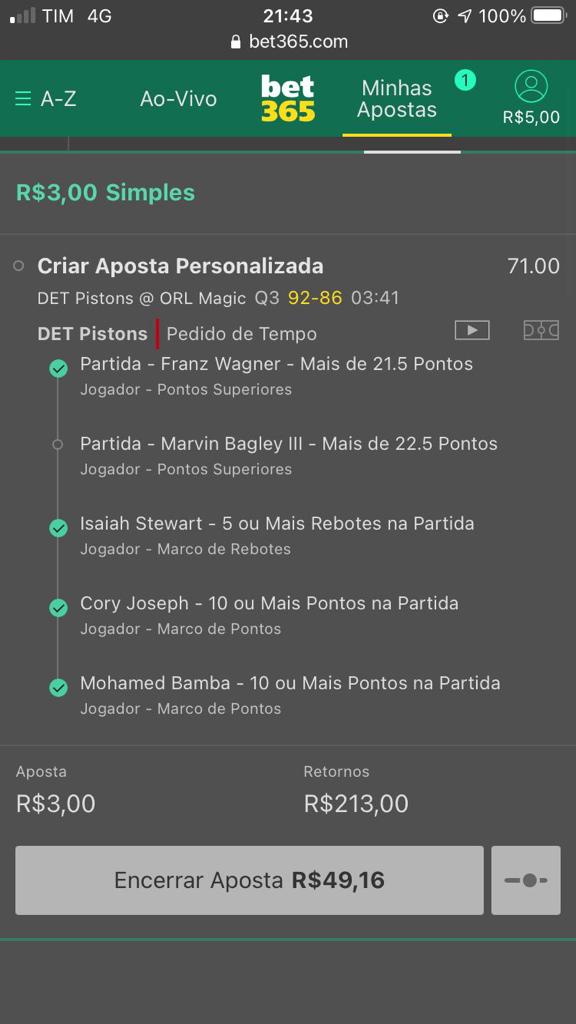 TIM 4G 21:43 100%
bet365.com
A-Z Ao-Vivo bet365 Minhas Apostas 1 R$5,00
R$3,00 Simples
Criar Aposta Personalizada 71.00
DET Pistons @ ORL Magic Q3 92-86 03:41
DET Pistons Pedido de Tempo
Partida - Franz Wagner - Mais de 21.5 Pontos
Jogador - Pontos Superiores
Partida - Marvin Bagley III - Mais de 22.5 Pontos
Jogador - Pontos Superiores
Isaiah Stewart - 5 ou Mais Rebotes na Partida
Jogador - Marco de Rebotes
Cory Joseph - 10 ou Mais Pontos na Partida
Jogador - Marco de Pontos
Mohamed Bamba - 10 ou Mais Pontos na Partida
Jogador - Marco de Pontos
Aposta Retornos
R$3,00 R$213,00
Encerrar Aposta R$49,16